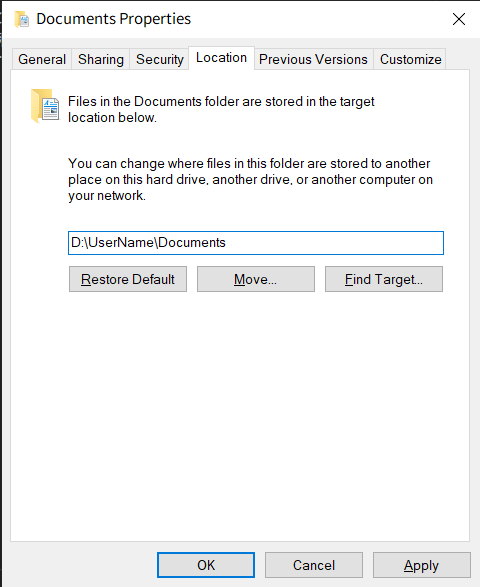 Documents Properties
General Sharing Security Location Previous Versions Customize
Files in the Documents folder are stored in the target
location below.
You can change where files in this folder are stored to another
place on this hard drive, another drive, or another computer on
your network.
D:\UserName\Documents
Restore Default Move... Find Target...
OK Cancel Apply